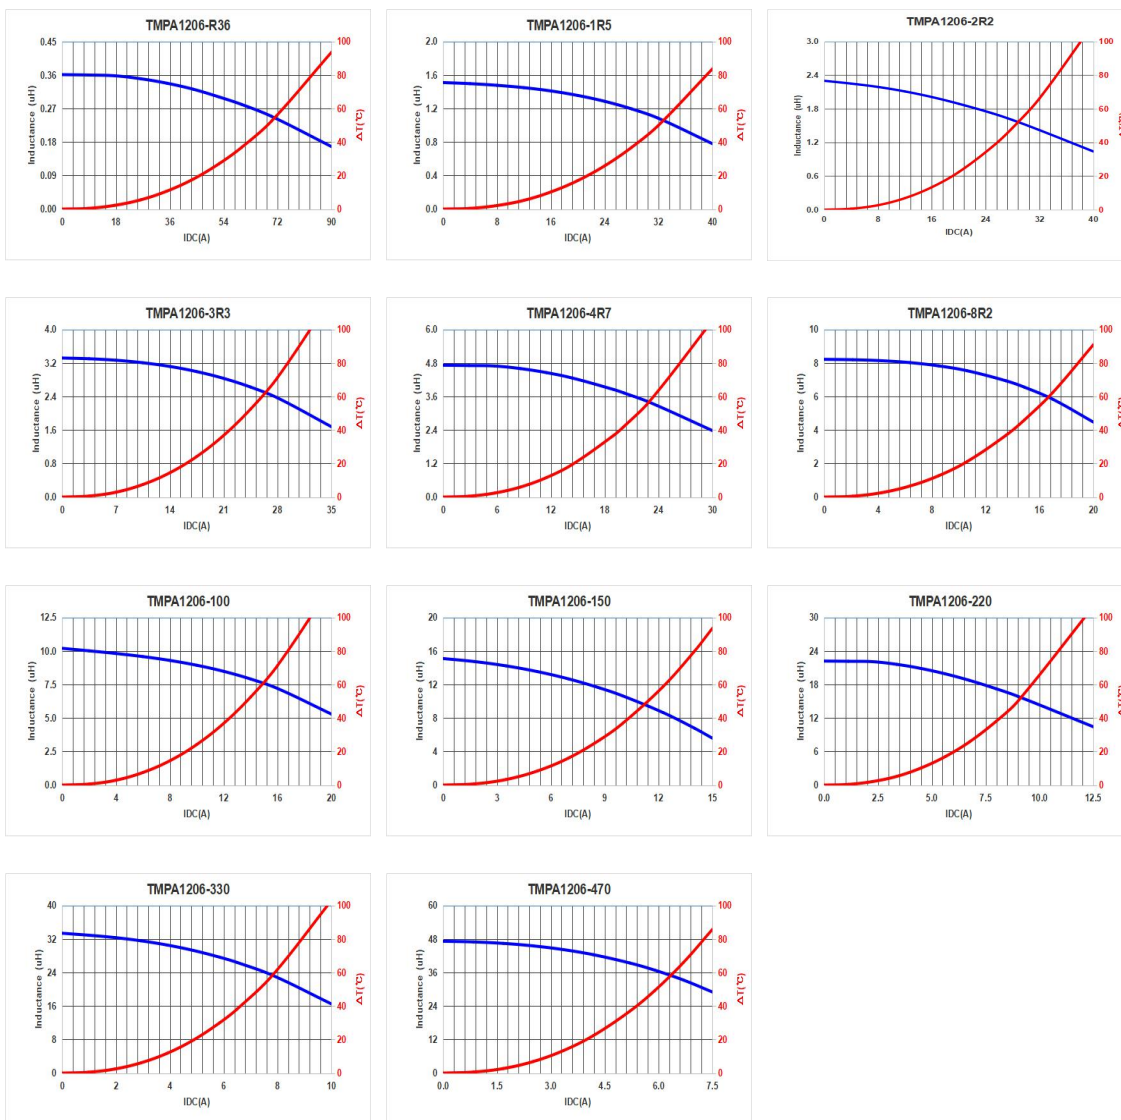 TMPA1206-R36
0.45
0.36
0.27
0.18
0.09
0.00
Inductance (uH)
100
80
60
40
20
0
ΔT(℃)
0 18 36 54 72 90
IDC(A)
TMPA1206-1R5
2.0
1.6
1.2
0.8
0.4
0.0
Inductance (uH)
100
80
60
40
20
0
ΔT(℃)
0 8 16 24 32 40
IDC(A)
TMPA1206-2R2
3.0
2.4
1.8
1.2
0.6
0.0
Inductance (uH)
100
80
60
40
20
0
0 8 16 24 32 40
IDC(A)
TMPA1206-3R3
4.0
3.2
2.4
1.6
0.8
0.0
Inductance (uH)
100
80
60
40
20
0
ΔT(℃)
0 7 14 21 28 35
IDC(A)
TMPA1206-4R7
6.0
4.8
3.6
2.4
1.2
0.0
Inductance (uH)
100
80
60
40
20
0
ΔT(℃)
0 6 12 18 24 30
IDC(A)
TMPA1206-8R2
10
8
6
4
2
0
Inductance (uH)
100
80
60
40
20
0
ΔT(℃)
0 4 8 12 16 20
IDC(A)
TMPA1206-100
12.5
10.0
7.5
5.0
2.5
0.0
Inductance (uH)
100
80
60
40
20
0
ΔT(℃)
0 4 8 12 16 20
IDC(A)
TMPA1206-150
20
16
12
8
4
0
Inductance (uH)
100
80
60
40
20
0
ΔT(℃)
0 3 6 9 12 15
IDC(A)
TMPA1206-220
30
24
18
12
6
0
Inductance (uH)
100
80
60
40
20
0
ΔT(℃)
0.0 2.5 5.0 7.5 10.0 12.5
IDC(A)
TMPA1206-330
40
32
24
16
8
0
Inductance (uH)
100
80
60
40
20
0
ΔT(℃)
0 2 4 6 8 10
IDC(A)
TMPA1206-470
60
48
36
24
12
0
Inductance (uH)
100
80
60
40
20
0
ΔT(℃)
0.0 1.5 3.0 4.5 6.0 7.5
IDC(A)